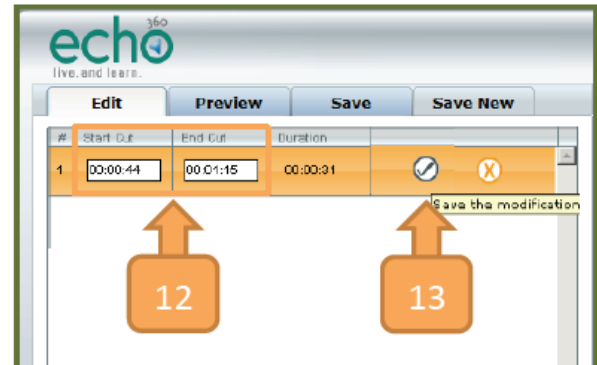 echo360
live.and learn.
Edit Preview Save Save New
# Start Cut End Cut Duration
1 00:00:44 00:01:15 00:00:31
Save the modification
12 13